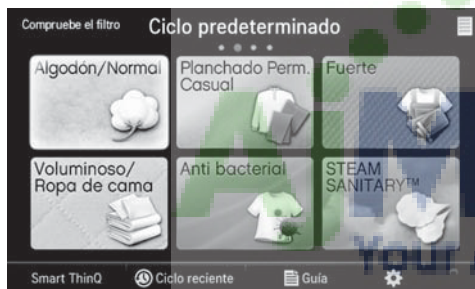 Compruebe el filtro
Ciclo predeterminado
Algodón/Normal
Planchado Perm.
Casual
Fuerte
Voluminoso/
Ropa de cama
Anti bacterial
STEAM
SANITARY™
Smart ThinQ
Ciclo reciente
Guía
Your